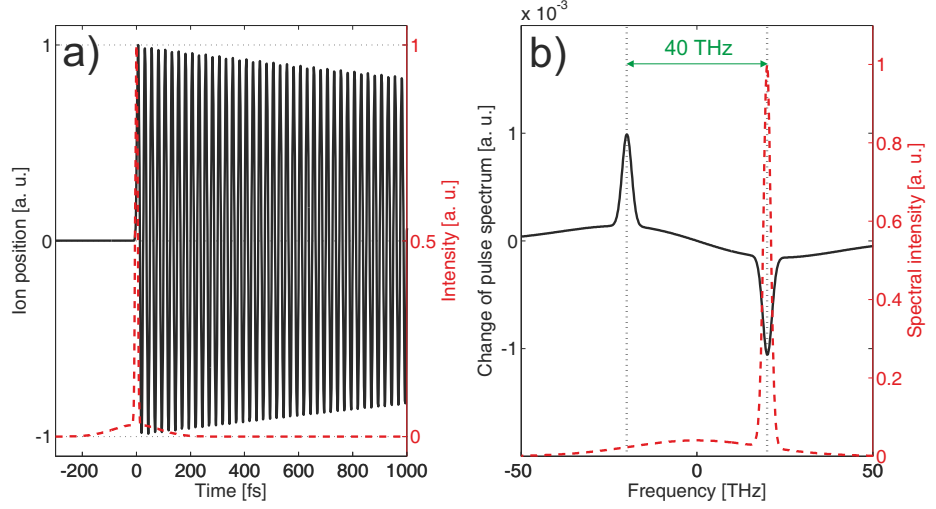 a)
1
0
-1
Ion position [a. u.]
1
0.5
0
Intensity [a. u.]
-200 0 200 400 600 800 1000
Time [fs]
x 10⁻³
b)
40 THz
1
0
-1
Change of pulse spectrum [a. u.]
1
0.8
0.6
0.4
0.2
0
Spectral intensity [a. u.]
-50 0 50
Frequency [THz]